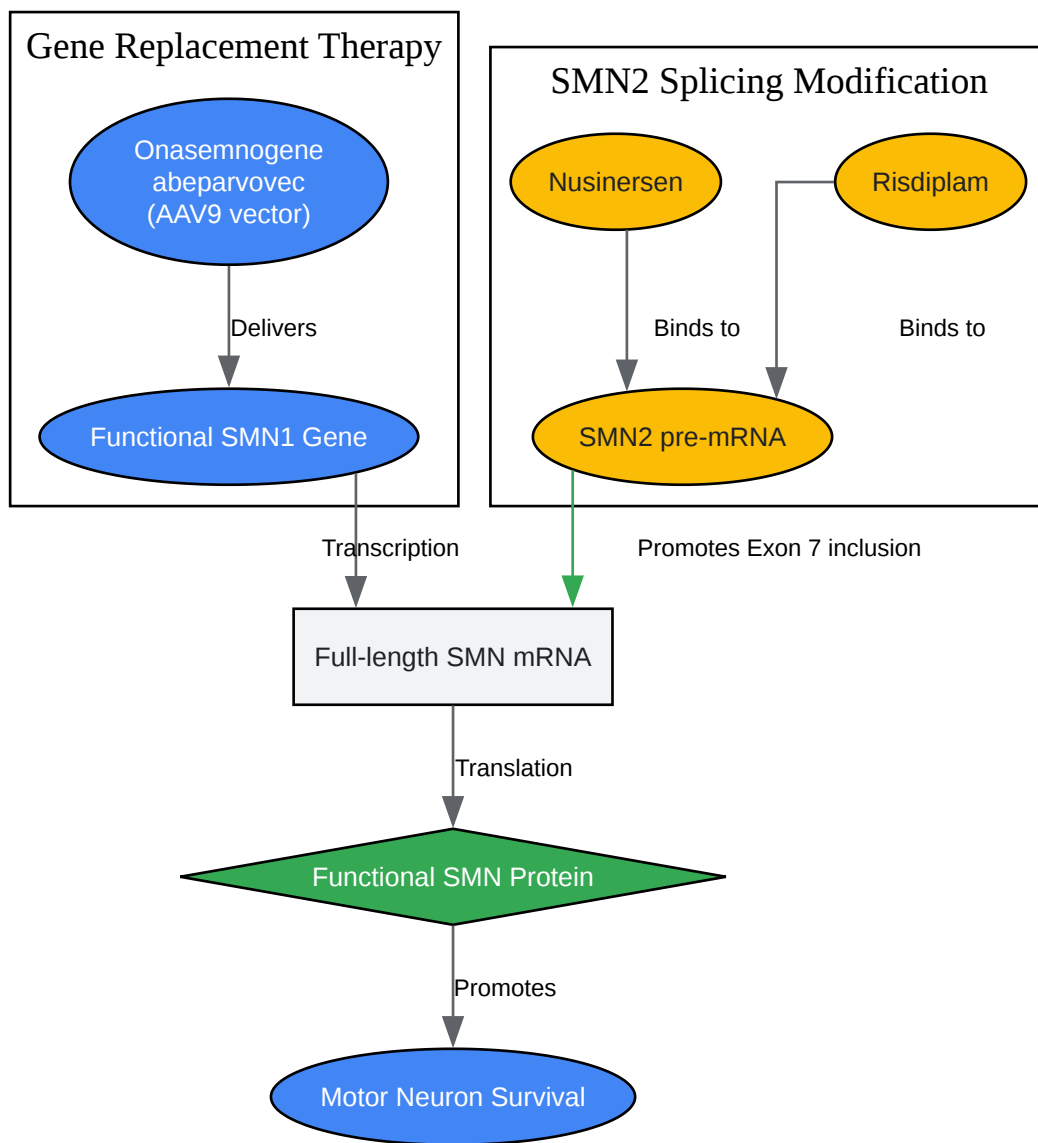 Gene Replacement Therapy
SMN2 Splicing Modification
Onasemnogene
abeparvovec
(AAV9 vector)
Nusinersen
Risdiplam
Delivers
Binds to
Binds to
Functional SMN1 Gene
SMN2 pre-mRNA
Transcription
Promotes Exon 7 inclusion
Full-length SMN mRNA
Translation
Functional SMN Protein
Promotes
Motor Neuron Survival